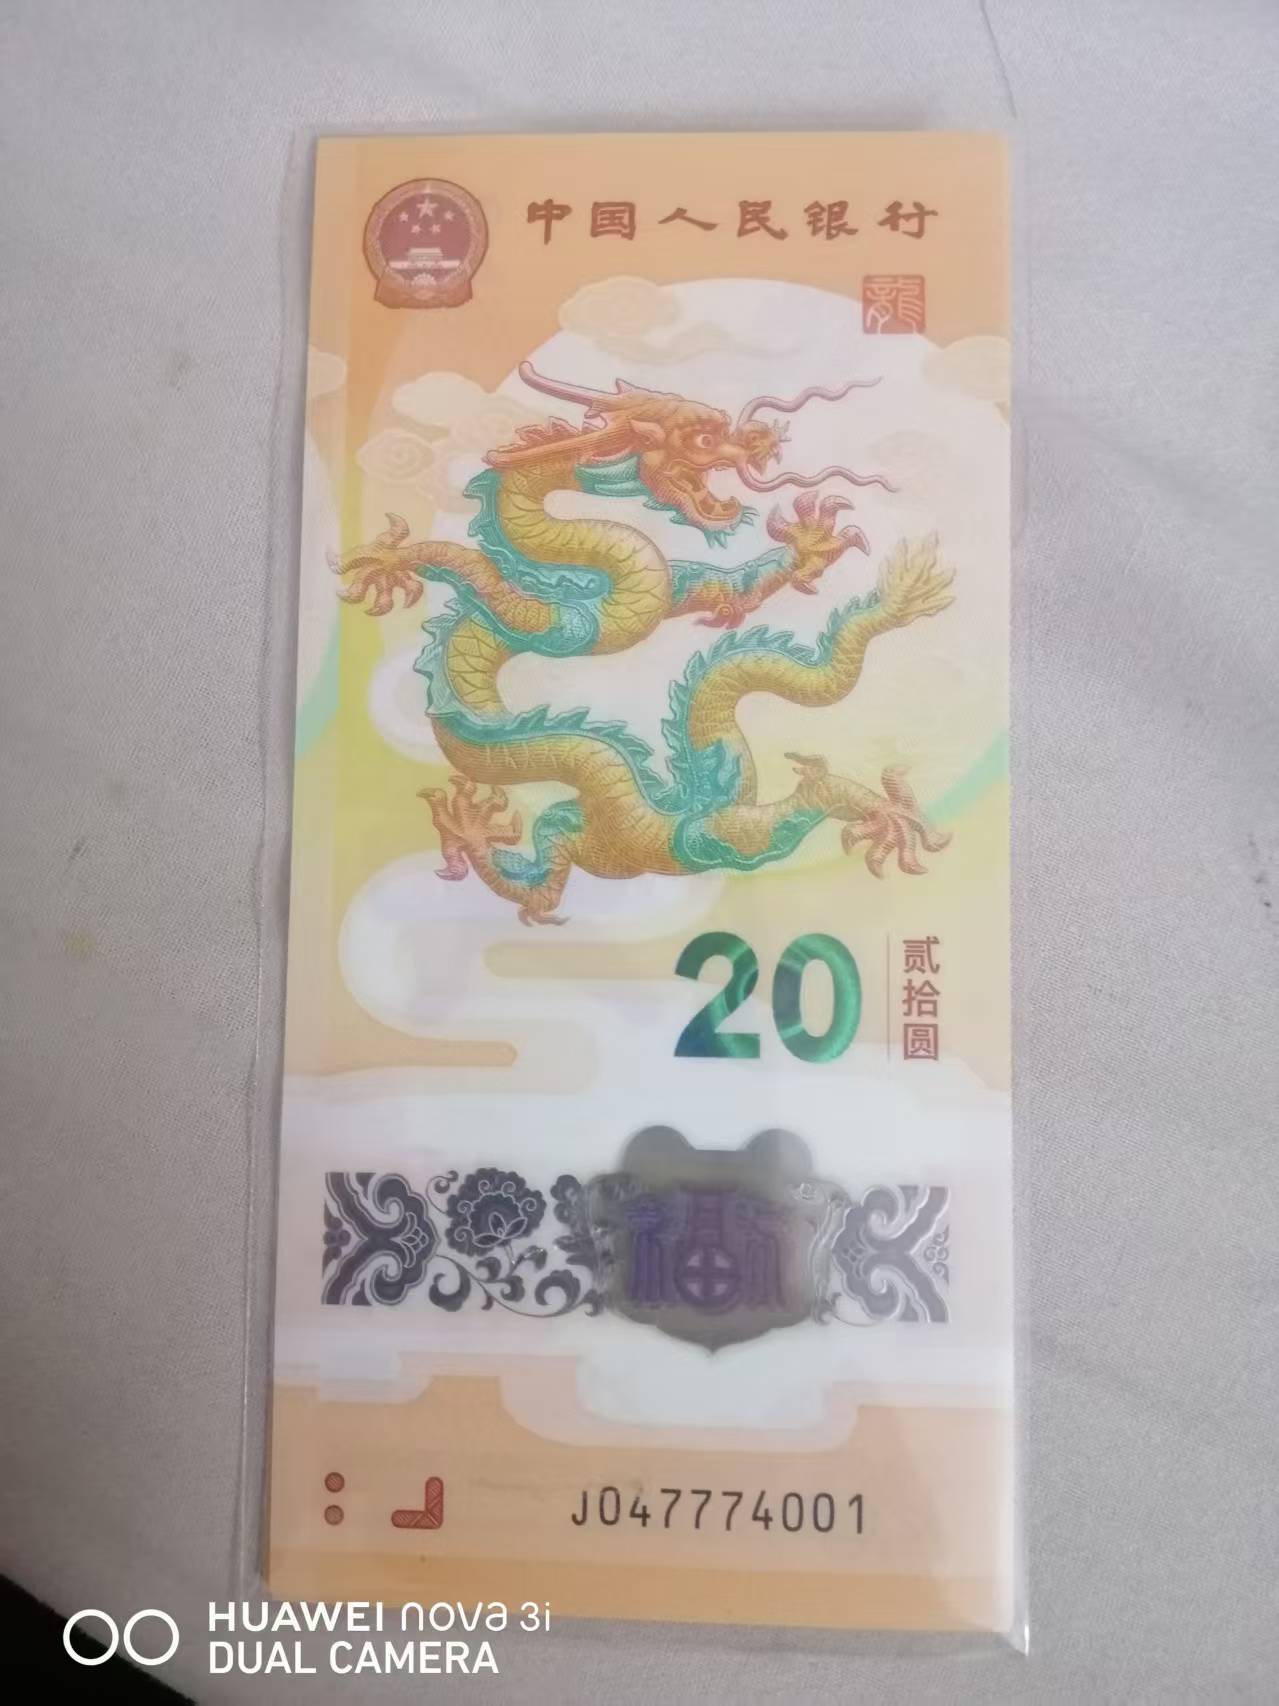 中国人民银行
龍
20
贰拾圆
福
J047774001
HUAWEI nova 3i
DUAL CAMERA